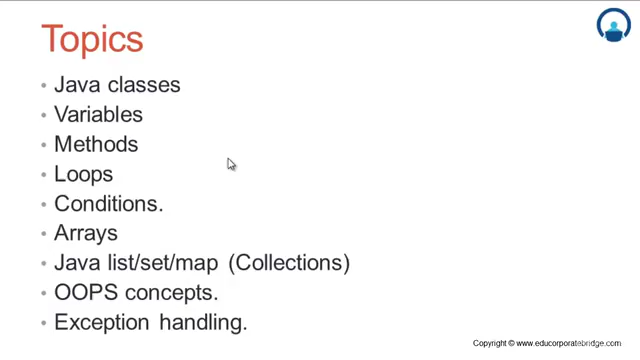 Topics
• Java classes
• Variables
• Methods
• Loops
• Conditions.
• Arrays
• Java list/set/map (Collections)
• OOPS concepts.
• Exception handling.
Copyright © www.educorporatebridge.com